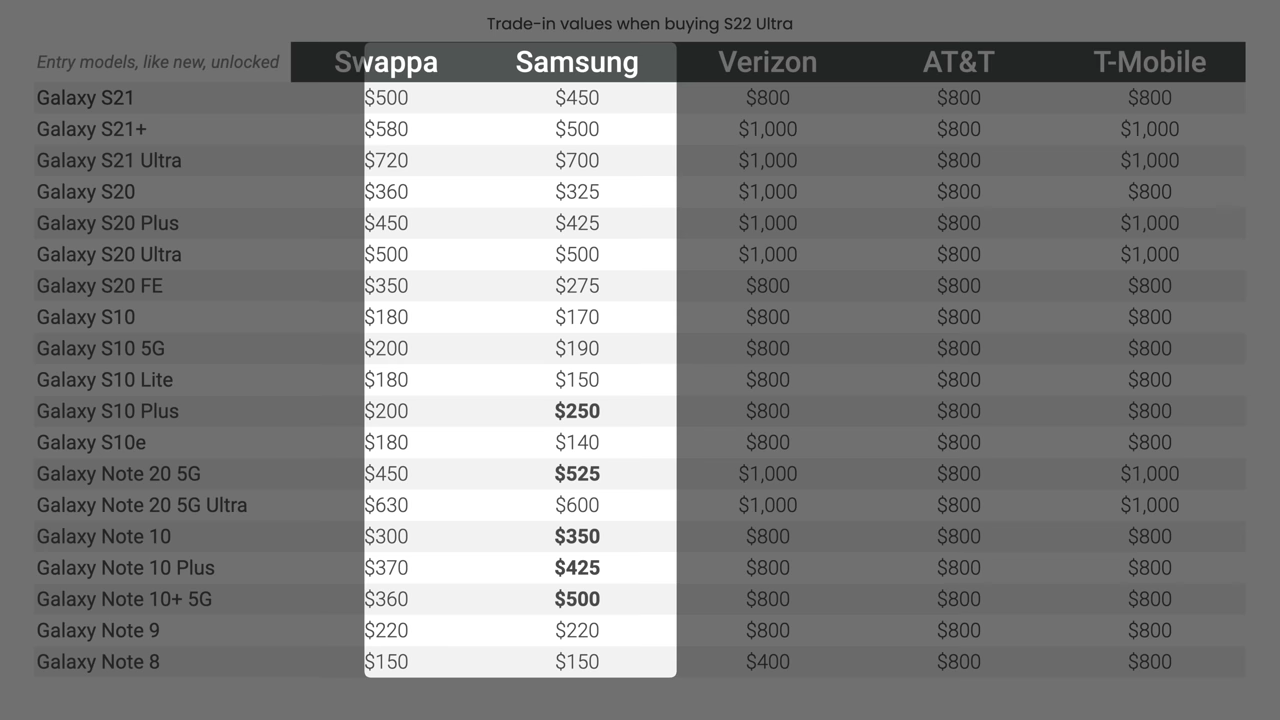 Trade-in values when buying S22 Ultra
Entry models, like new, unlocked Swappa Samsung Verizon AT&T T-Mobile
Galaxy S21 $500 $450 $800 $800 $800
Galaxy S21+ $580 $500 $1,000 $800 $1,000
Galaxy S21 Ultra $720 $700 $1,000 $800 $1,000
Galaxy S20 $360 $325 $1,000 $800 $800
Galaxy S20 Plus $450 $425 $1,000 $800 $1,000
Galaxy S20 Ultra $500 $500 $1,000 $800 $1,000
Galaxy S20 FE $350 $275 $800 $800 $800
Galaxy S10 $180 $170 $800 $800 $800
Galaxy S10 5G $200 $190 $800 $800 $800
Galaxy S10 Lite $180 $150 $800 $800 $800
Galaxy S10 Plus $200 $250 $800 $800 $800
Galaxy S10e $180 $140 $800 $800 $800
Galaxy Note 20 5G $450 $525 $1,000 $800 $1,000
Galaxy Note 20 5G Ultra $630 $600 $1,000 $800 $1,000
Galaxy Note 10 $300 $350 $800 $800 $800
Galaxy Note 10 Plus $370 $425 $800 $800 $800
Galaxy Note 10+ 5G $360 $500 $800 $800 $800
Galaxy Note 9 $220 $220 $800 $800 $800
Galaxy Note 8 $150 $150 $400 $800 $800